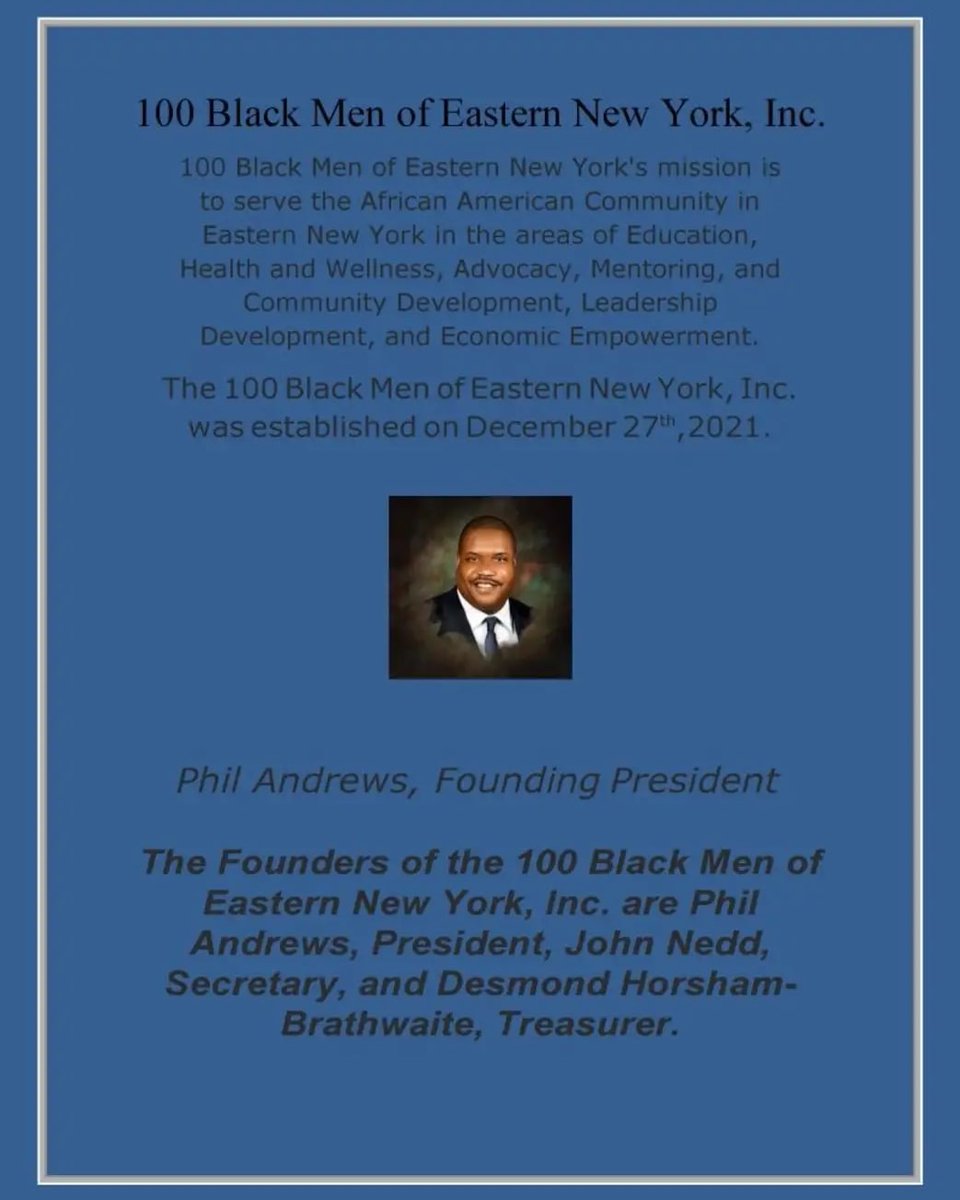 100 Black Men of Eastern New York, Inc.
100 Black Men of Eastern New York's mission is
to serve the African American Community in
Eastern New York in the areas of Education,
Health and Wellness, Advocacy, Mentoring, and
Community Development, Leadership
Development, and Economic Empowerment.
The 100 Black Men of Eastern New York, Inc.
was established on December 27th,2021.
Phil Andrews, Founding President
The Founders of the 100 Black Men of
Eastern New York, Inc. are Phil
Andrews, President, John Nedd,
Secretary, and Desmond Horsham-
Brathwaite, Treasurer.